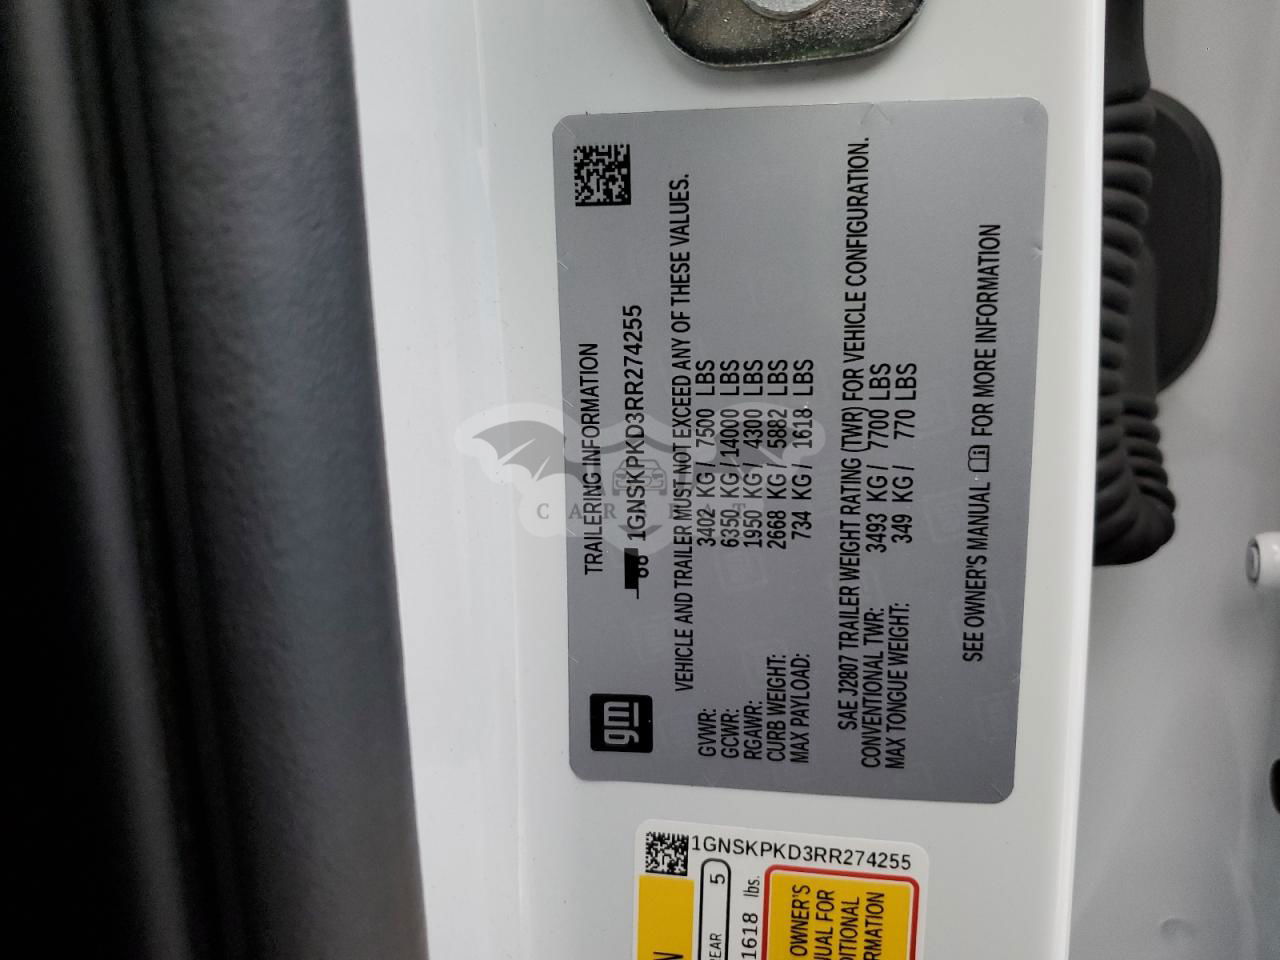 TRAILERING INFORMATION
1GNSKPKD3RR274255
gm
VEHICLE AND TRAILER MUST NOT EXCEED ANY OF THESE VALUES.
GVWR: 3402 KG / 7500 LBS
GCWR: 6350 KG / 14000 LBS
RGAWR: 1950 KG / 4300 LBS
CURB WEIGHT: 2668 KG / 5882 LBS
MAX PAYLOAD: 734 KG / 1618 LBS
SAE J2807 TRAILER WEIGHT RATING (TWR) FOR VEHICLE CONFIGURATION.
CONVENTIONAL TWR: 3493 KG / 7700 LBS
MAX TONGUE WEIGHT: 349 KG / 770 LBS
SEE OWNER'S MANUAL FOR MORE INFORMATION
1GNSKPKD3RR274255
5
1618 lbs.
OWNER'S
FOR